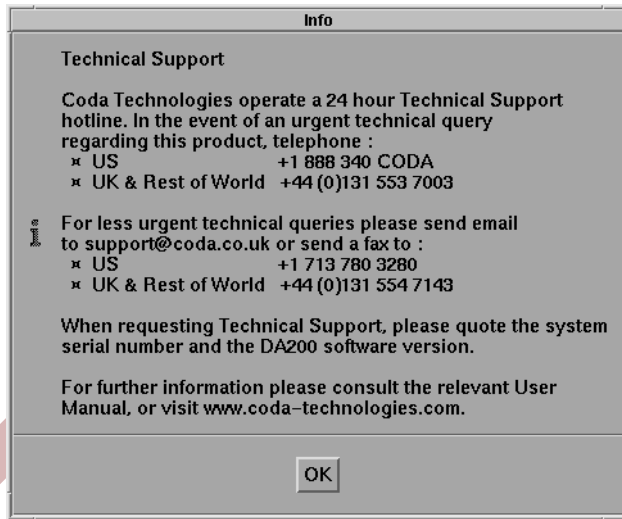 Info
Technical Support
Coda Technologies operate a 24 hour Technical Support
hotline. In the event of an urgent technical query
regarding this product, telephone :
¤ US +1 888 340 CODA
¤ UK & Rest of World +44 (0)131 553 7003
For less urgent technical queries please send email
to support@coda.co.uk or send a fax to :
¤ US +1 713 780 3280
¤ UK & Rest of World +44 (0)131 554 7143
When requesting Technical Support, please quote the system
serial number and the DA200 software version.
For further information please consult the relevant User
Manual, or visit www.coda-technologies.com.
OK